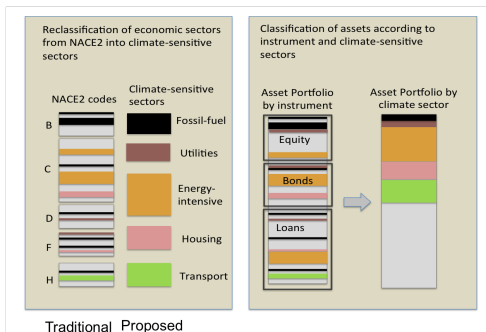 Reclassification of economic sectors
from NACE2 into climate-sensitive
sectors
NACE2 codes
Climate-sensitive
sectors
B
C
D
F
H
Fossil-fuel
Utilities
Energy-
intensive
Housing
Transport
Classification of assets according to
instrument and climate-sensitive
sectors
Asset Portfolio
by instrument
Asset Portfolio by
climate sector
Equity
Bonds
Loans
Traditional Proposed